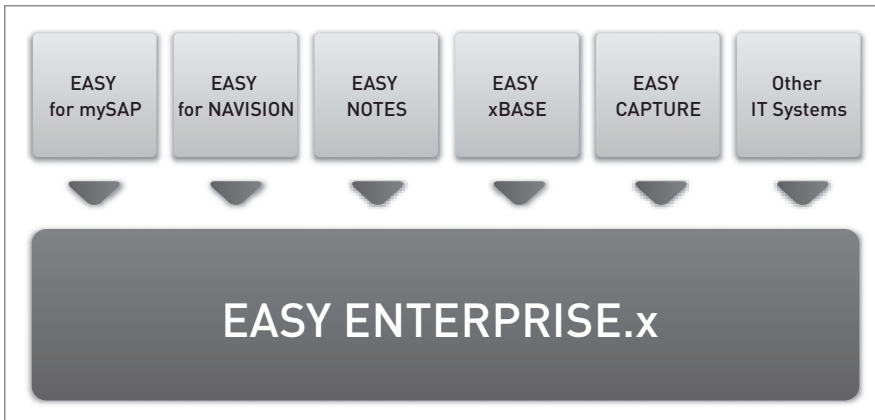 EASY
for mySAP
EASY
for NAVISION
EASY
NOTES
EASY
xBASE
EASY
CAPTURE
Other
IT Systems
EASY ENTERPRISE.x